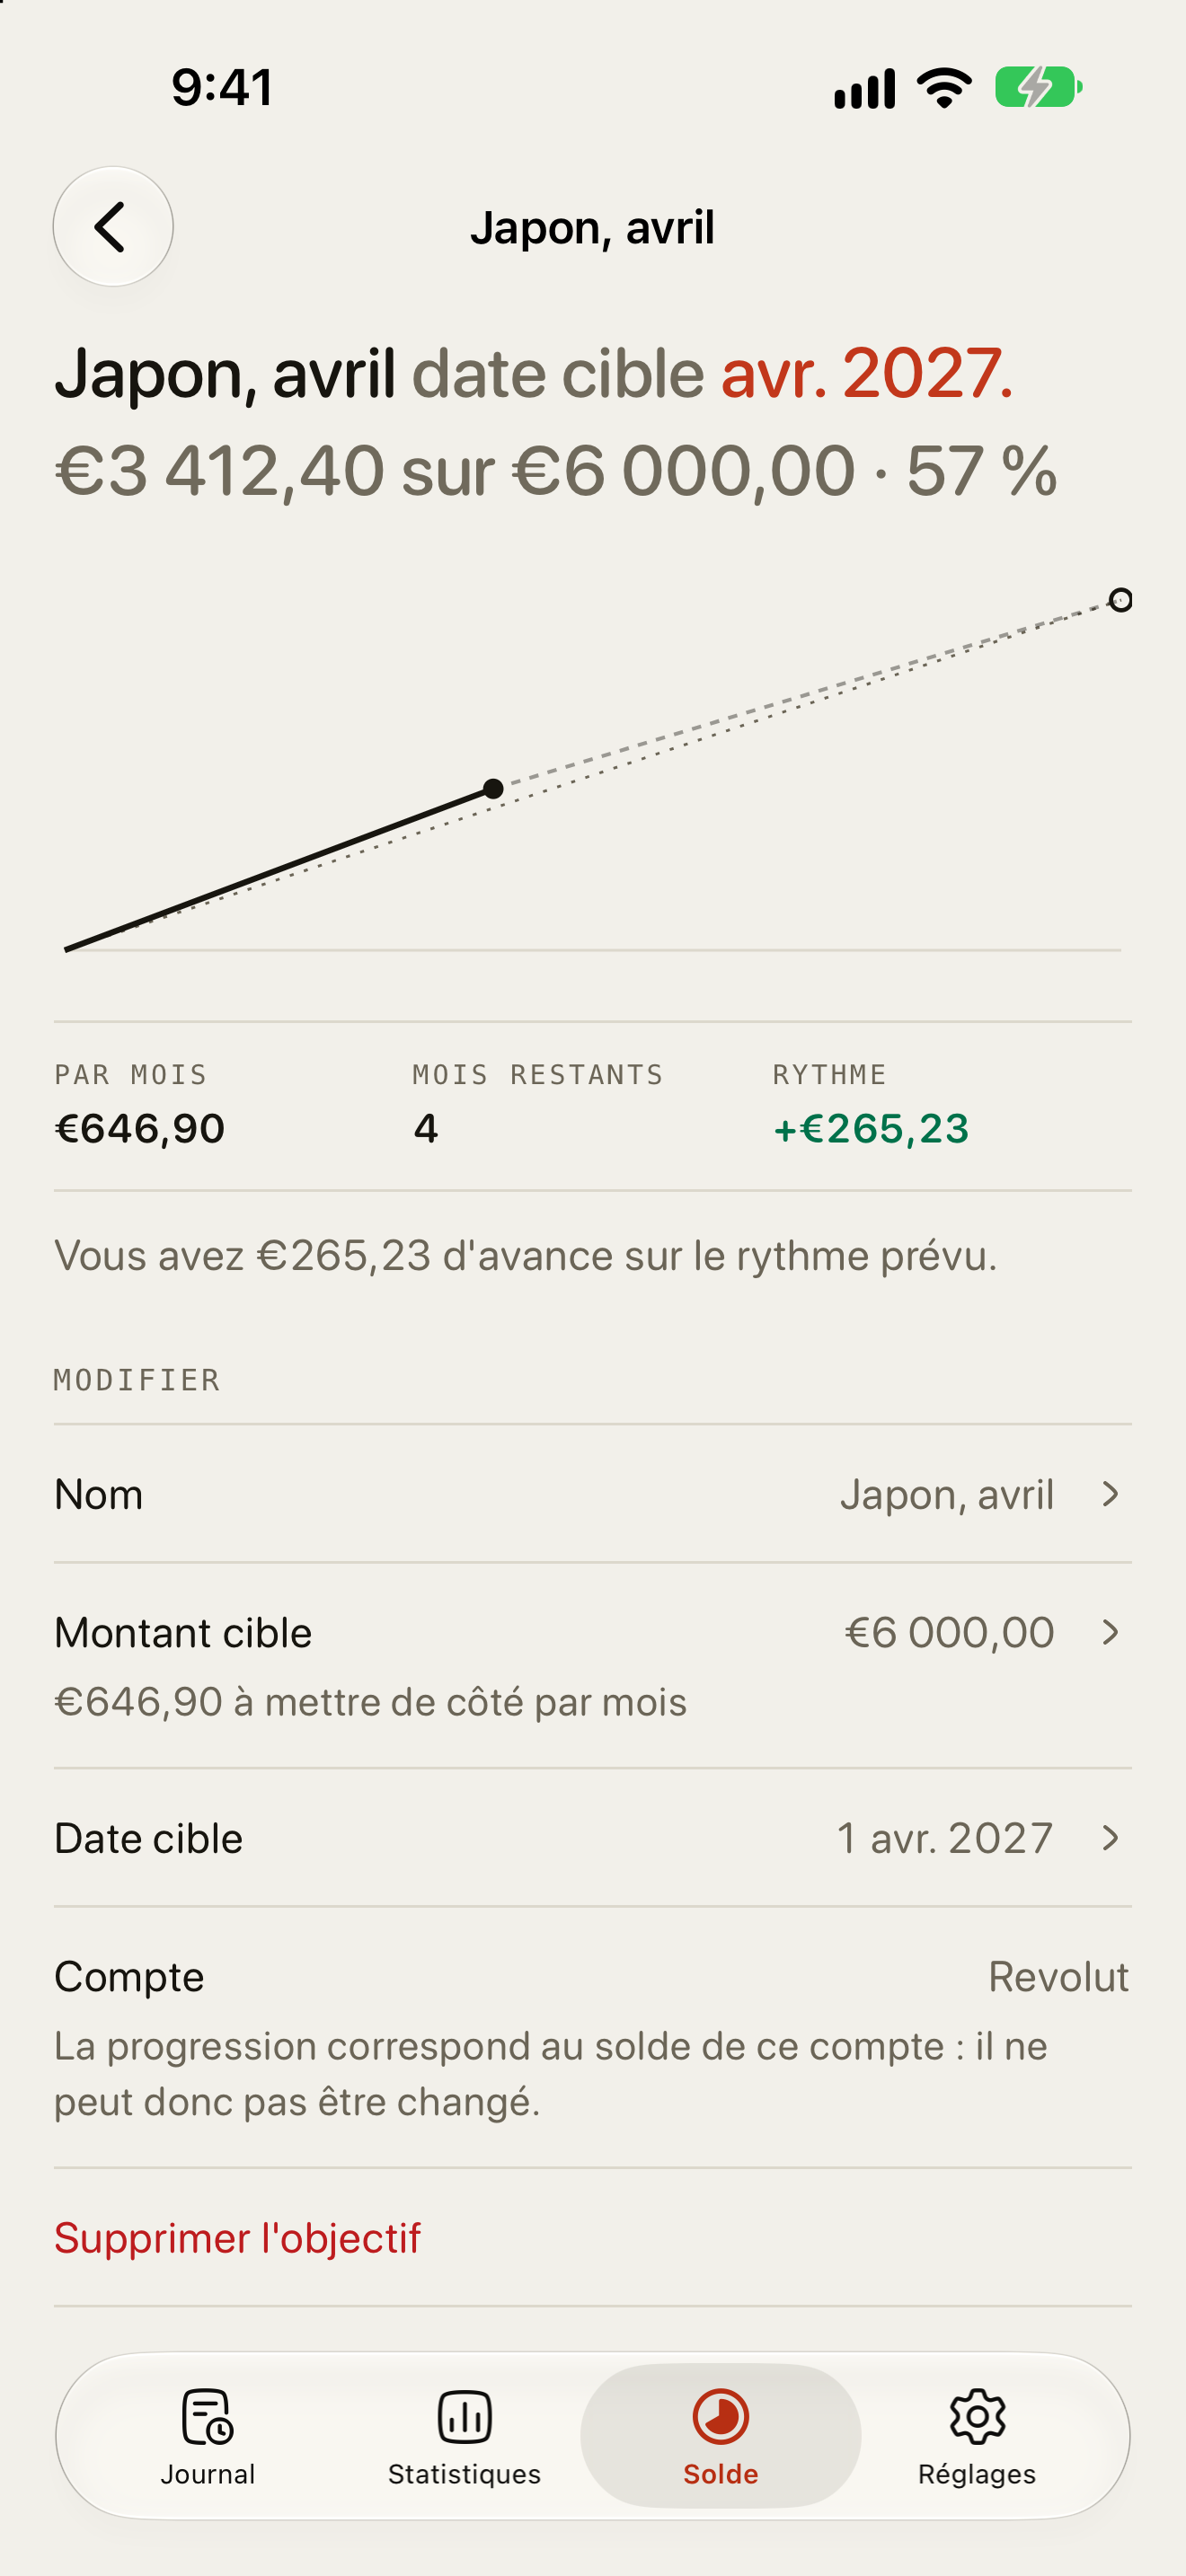 9:41
Japon, avril
Japon, avril date cible avr. 2027.
€3 412,40 sur €6 000,00 · 57 %
PAR MOIS
MOIS RESTANTS
RYTHME
€646,90
4
+€265,23
Vous avez €265,23 d'avance sur le rythme prévu.
MODIFIER
Nom
Japon, avril
Montant cible
€6 000,00
€646,90 à mettre de côté par mois
Date cible
1 avr. 2027
Compte
Revolut
La progression correspond au solde de ce compte : il ne
peut donc pas être changé.
Supprimer l'objectif
Journal
Statistiques
Solde
Réglages